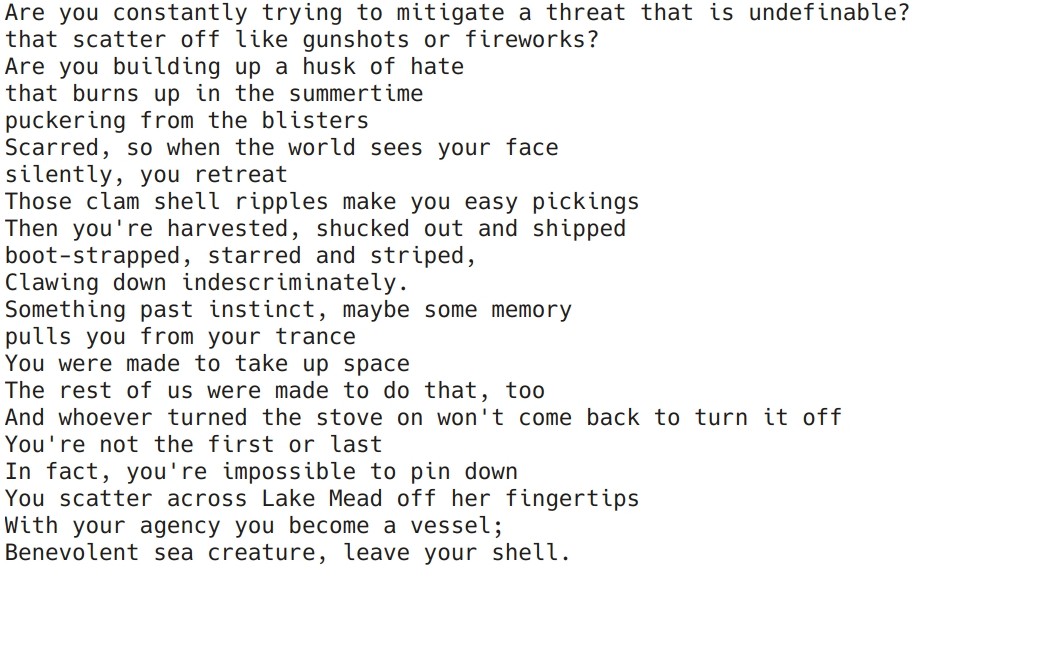 Are you constantly trying to mitigate a threat that is undefinable?
that scatter off like gunshots or fireworks?
Are you building up a husk of hate
that burns up in the summertime
puckering from the blisters
Scarred, so when the world sees your face
silently, you retreat
Those clam shell ripples make you easy pickings
Then you're harvested, shucked out and shipped
boot-strapped, starred and striped,
Clawing down indescriminately.
Something past instinct, maybe some memory
pulls you from your trance
You were made to take up space
The rest of us were made to do that, too
And whoever turned the stove on won't come back to turn it off
You're not the first or last
In fact, you're impossible to pin down
You scatter across Lake Mead off her fingertips
With your agency you become a vessel;
Benevolent sea creature, leave your shell.